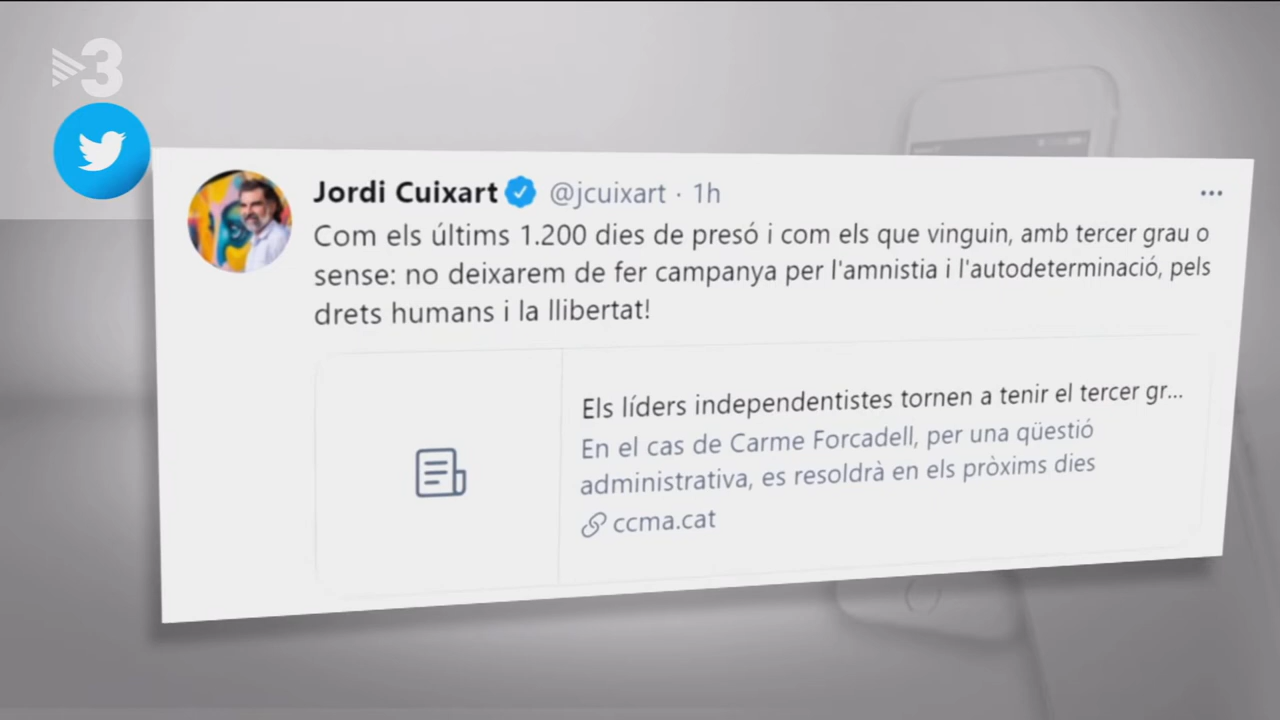 3
Jordi Cuixart @jcuixart · 1h
Com els últims 1.200 dies de presó i com els que vinguin, amb tercer grau o
sense: no deixarem de fer campanya per l'amnistia i l'autodeterminació, pels
drets humans i la llibertat!
Els líders independentistes tornen a tenir el tercer gr...
En el cas de Carme Forcadell, per una qüestió
administrativa, es resoldrà en els pròxims dies
ccma.cat